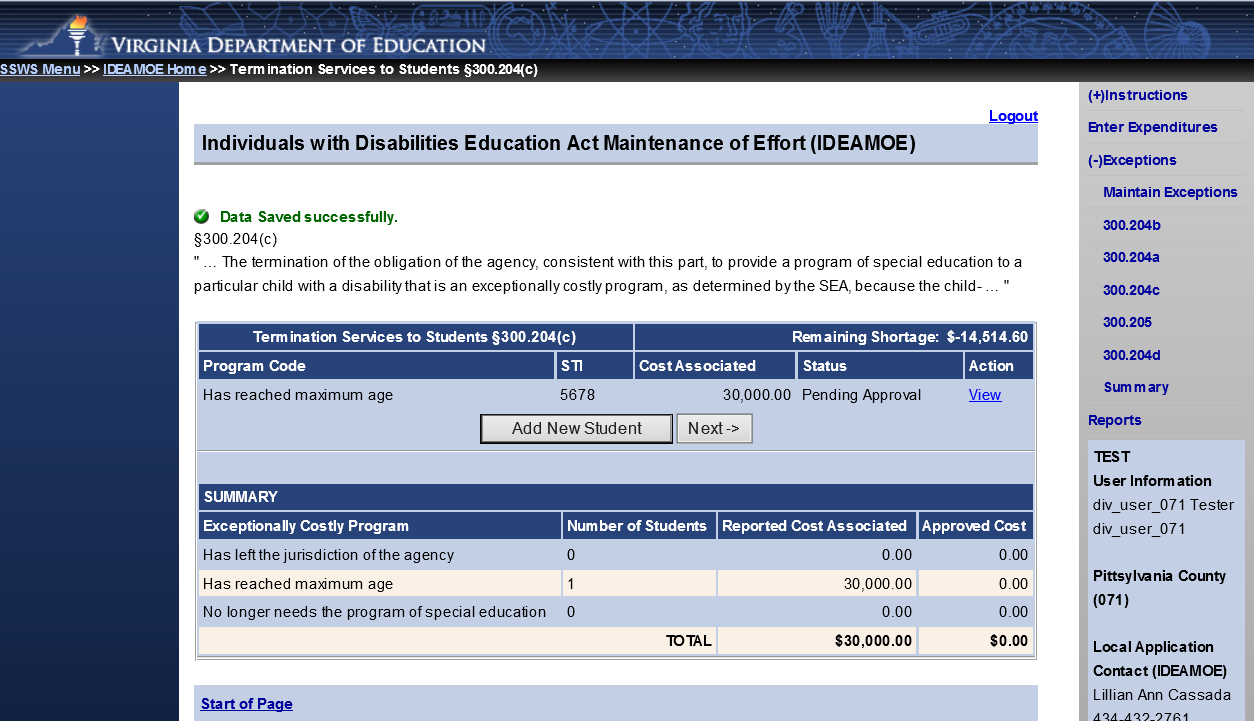 VIRGINIA DEPARTMENT OF EDUCATION
SSWS Menu >> IDEAMOE Home >> Termination Services to Students §300.204(c)
Logout
Individuals with Disabilities Education Act Maintenance of Effort (IDEAMOE)
Data Saved successfully.
§300.204(c)
" ... The termination of the obligation of the agency, consistent with this part, to provide a program of special education to a
particular child with a disability that is an exceptionally costly program, as determined by the SEA, because the child- ... "
Termination Services to Students §300.204(c) Remaining Shortage: $-14,514.60
Program Code STI Cost Associated Status Action
Has reached maximum age 5678 30,000.00 Pending Approval View
Add New Student Next ->
SUMMARY
Exceptionally Costly Program Number of Students Reported Cost Associated Approved Cost
Has left the jurisdiction of the agency 0 0.00 0.00
Has reached maximum age 1 30,000.00 0.00
No longer needs the program of special education 0 0.00 0.00
TOTAL $30,000.00 $0.00
Start of Page
(+)Instructions
Enter Expenditures
(-)Exceptions
Maintain Exceptions
300.204b
300.204a
300.204c
300.205
300.204d
Summary
Reports
TEST
User Information
div_user_071 Tester
div_user_071
Pittsylvania County
(071)
Local Application
Contact (IDEAMOE)
Lillian Ann Cassada
434-432-2761